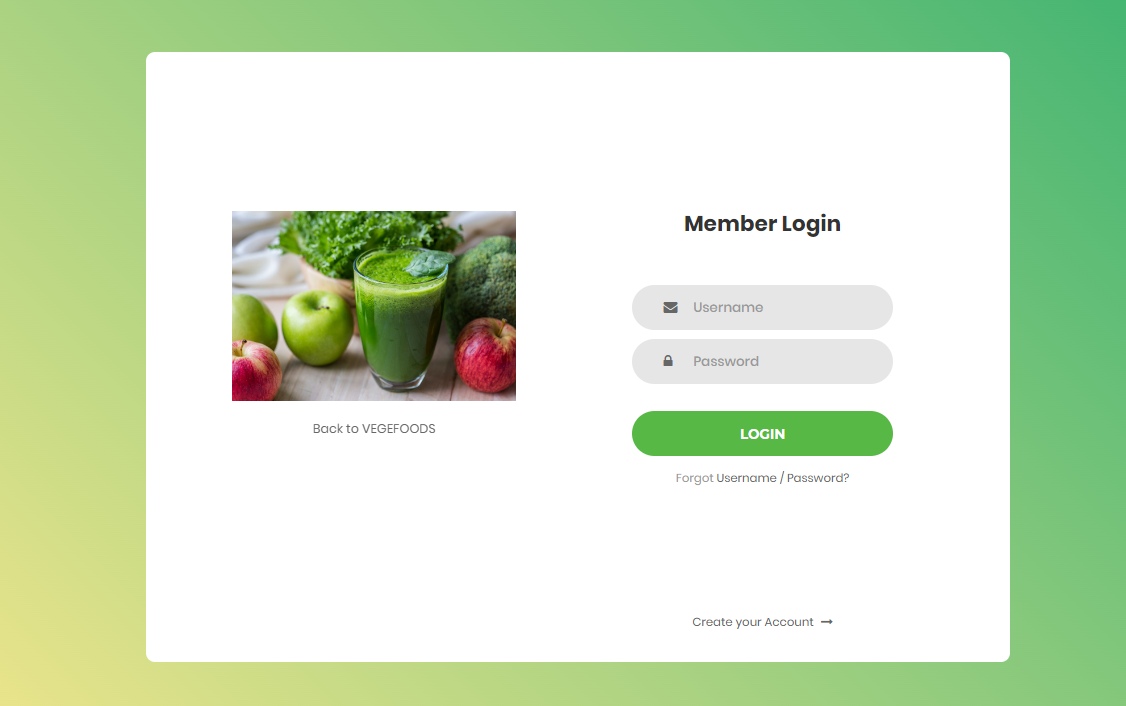 Member Login
Username
Password
LOGIN
Forgot Username / Password?
Back to VEGEFOODS
Create your Account